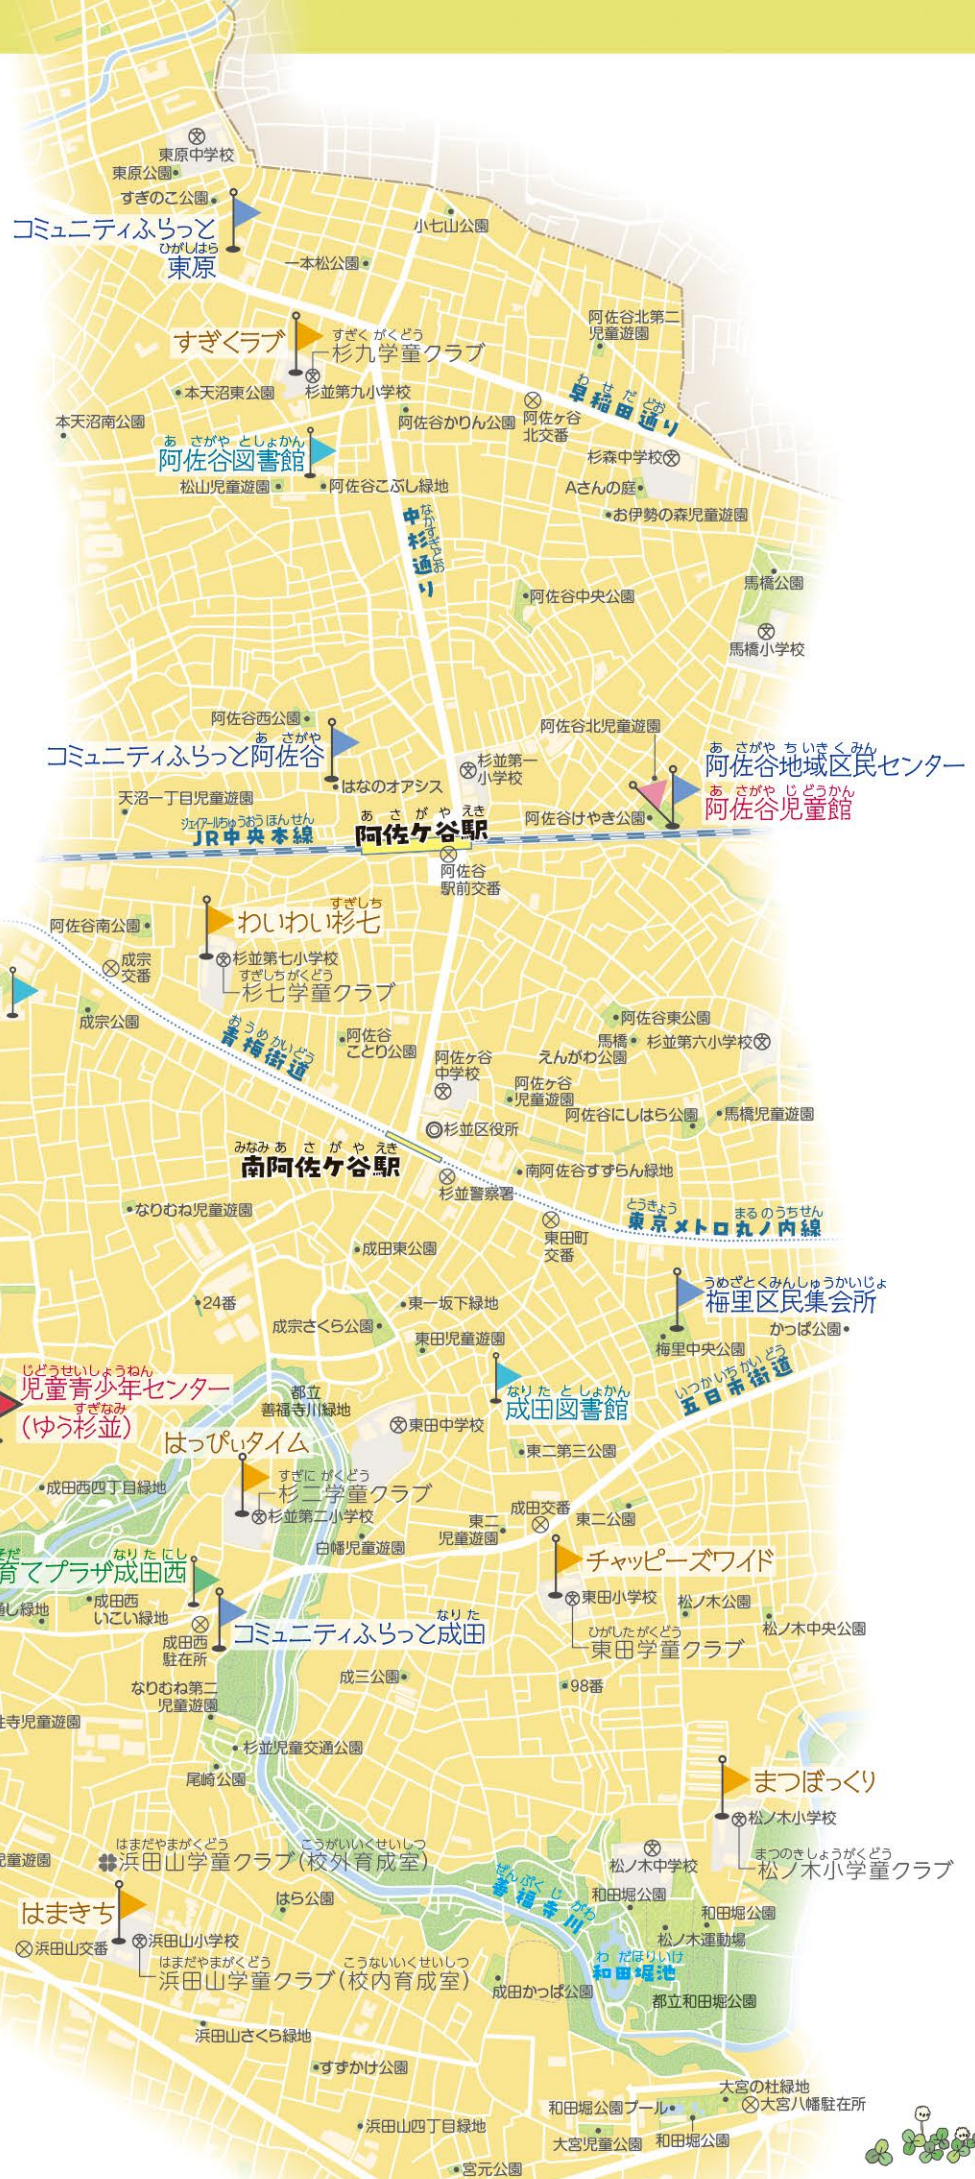 東原中学校
東原公園
すぎのこ公園
コミュニティふらっと
ひがしはら
東原
小七山公園
一本松公園
阿佐谷北第二
児童遊園
すぎくラブ
すぎく がくどう
杉九学童クラブ
杉並第九小学校
本天沼東公園
わせだどお
早稲田通り
本天沼南公園
阿佐谷かりん公園
阿佐ヶ谷
北交番
あ さがや としょかん
阿佐谷図書館
杉森中学校
松山児童遊園
阿佐谷こぶし緑地
Aさんの庭
お伊勢の森児童遊園
なかすぎどお
中杉通り
馬橋公園
阿佐谷中央公園
馬橋小学校
阿佐谷西公園
阿佐谷北児童遊園
あ さがや
コミュニティふらっと阿佐谷
杉並第一
小学校
あ さがや ち いき く みん
阿佐谷地域区民センター
あ さがや じ どうかん
阿佐谷児童館
はなのオアシス
天沼一丁目児童遊園
阿佐谷けやき公園
ジェイアールちゅうおう ほん せん
JR中央本線
あ さ が や えき
阿佐ケ谷駅
阿佐谷
駅前交番
すぎしち
わいわい杉七
阿佐谷南公園
杉並第七小学校
成宗
交番
すぎしちがくどう
杉七学童クラブ
成宗公園
おうめかいどう
青梅街道
阿佐谷
ことり公園
阿佐谷東公園
馬橋
えんがわ公園
杉並第六小学校
阿佐ヶ谷
中学校
阿佐ヶ谷
児童遊園
阿佐谷にしはら公園
馬橋児童遊園
杉並区役所
みなみ あ さ が や えき
南阿佐ケ谷駅
南阿佐谷すずらん緑地
杉並警察署
なりむね児童遊園
とうきょう まる の うち せん
東京メトロ丸ノ内線
東田町
交番
成田東公園
うめざとくみんしゅうかいじょ
梅里区民集会所
24番
東一坂下緑地
成宗さくら公園
かっぱ公園
東田児童遊園
梅里中央公園
いつかいちかいどう
五日市街道
じどうせいしょうねん
児童青少年センター
すぎなみ
(ゆう杉並)
都立
善福寺川緑地
なり た と しょかん
成田図書館
東田中学校
はっぴぃタイム
東二第三公園
すぎに がくどう
杉二学童クラブ
成田西四丁目緑地
杉並第二小学校
成田交番
東二公園
東二
児童遊園
白幡児童遊園
なり た にし
育てプラザ成田西
チャッピーズワイド
東田小学校
松ノ木公園
成田西
いこい緑地
通し緑地
なり た
コミュニティふらっと成田
成田西
駐在所
ひがしたがくどう
東田学童クラブ
松ノ木中央公園
成三公園
98番
なりむね第二
児童遊園
寺児童遊園
杉並児童交通公園
尾崎公園
まつぼっくり
松ノ木小学校
はまだやまがくどう こうがいいくせいしつ
浜田山学童クラブ(校外育成室)
児童遊園
松ノ木中学校
まつのきしょうがくどう
松ノ木小学童クラブ
ぜんぷく じ がわ
善福寺川
はまきち
はら公園
和田堀公園
和田堀公園
浜田山交番
浜田山小学校
松ノ木運動場
はまだやまがくどう こうないいくせいしつ
浜田山学童クラブ(校内育成室)
わ だほりいけ
和田堀池
成田かっぱ公園
都立和田堀公園
浜田山さくら緑地
すずかけ公園
大宮の杜緑地
和田堀公園プール
大宮八幡駐在所
浜田山四丁目緑地
大宮児童公園
和田堀公園
宮元公園